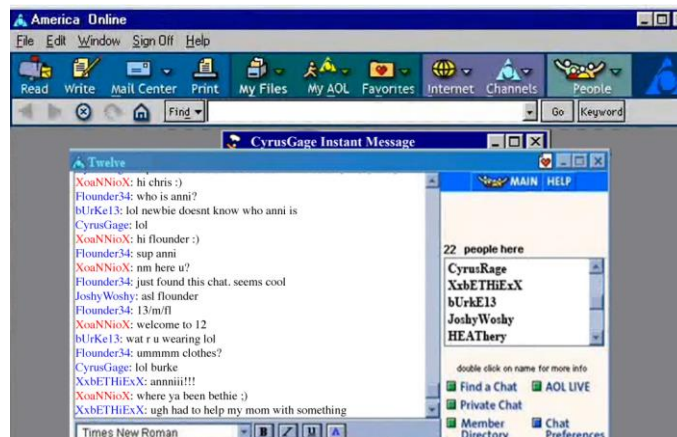 America Online
File Edit Window Sign Off Help
Read Write Mail Center Print My Files My AOL Favorites Internet Channels People
Find Go Keyword
CyrusGage Instant Message
Twelve
MAIN HELP
XoaNNioX: hi chris :)
Flounder34: who is anni?
bUrKe13: lol newbie doesnt know who anni is
CyrusGage: lol
XoaNNioX: hi flounder :)
Flounder34: sup anni
XoaNNioX: nm here u?
Flounder34: just found this chat. seems cool
JoshyWoshy: asl flounder
Flounder34: 13/m/fl
XoaNNioX: welcome to 12
bUrKe13: wat r u wearing lol
Flounder34: ummmm clothes?
CyrusGage: lol burke
XxbETHiExX: annniii!!!
XoaNNioX: where ya been bethie ;)
XxbETHiExX: ugh had to help my mom with something
22 people here
CyrusRage
XxbETHiExX
bUrkE13
JoshyWoshy
HEAThery
double click on name for more info
Find a Chat AOL LIVE
Private Chat
Member Directory
Chat Preferences
Times New Roman B I U A